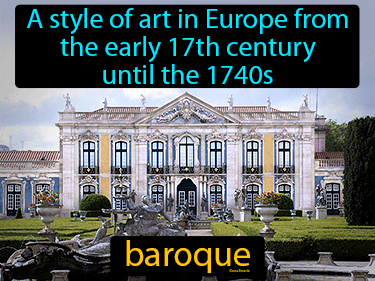 A style of art in Europe from
the early 17th century
until the 1740s
baroque